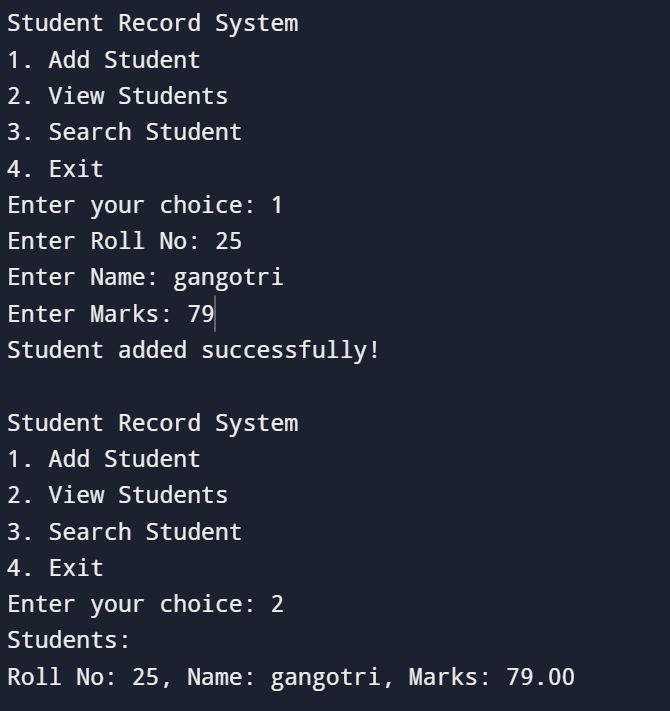 Student Record System
1. Add Student
2. View Students
3. Search Student
4. Exit
Enter your choice: 1
Enter Roll No: 25
Enter Name: gangotri
Enter Marks: 79
Student added successfully!

Student Record System
1. Add Student
2. View Students
3. Search Student
4. Exit
Enter your choice: 2
Students:
Roll No: 25, Name: gangotri, Marks: 79.00